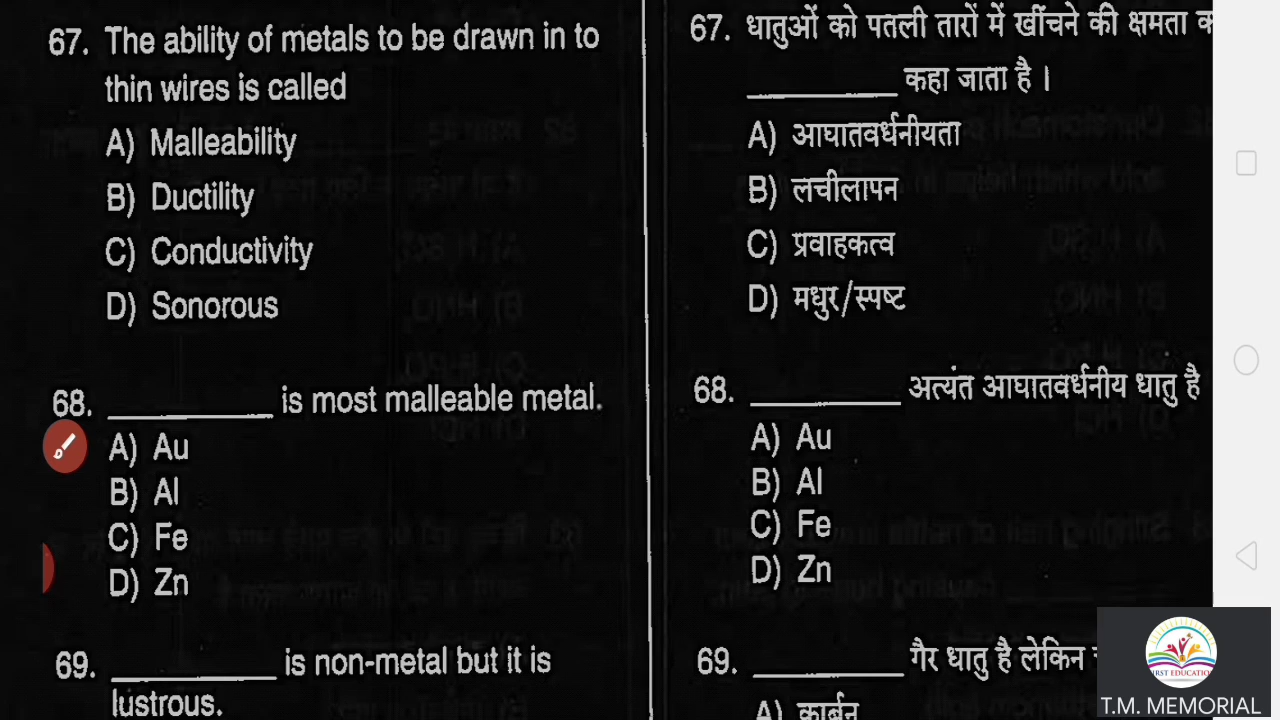 67. The ability of metals to be drawn in to
thin wires is called
A) Malleability
B) Ductility
C) Conductivity
D) Sonorous
68. __________ is most malleable metal.
A) Au
B) Al
C) Fe
D) Zn
69. __________ is non-metal but it is
lustrous.
67. धातुओं को पतली तारों में खींचने की क्षमता
__________ कहा जाता है।
A) आघातवर्धनीयता
B) लचीलापन
C) प्रवाहकत्व
D) मधुर/स्पष्ट
68. __________ अत्यंत आघातवर्धनीय धातु है
A) Au
B) Al
C) Fe
D) Zn
69. __________ गैर धातु है लेकिन
A) कार्बन
T.M. MEMORIAL